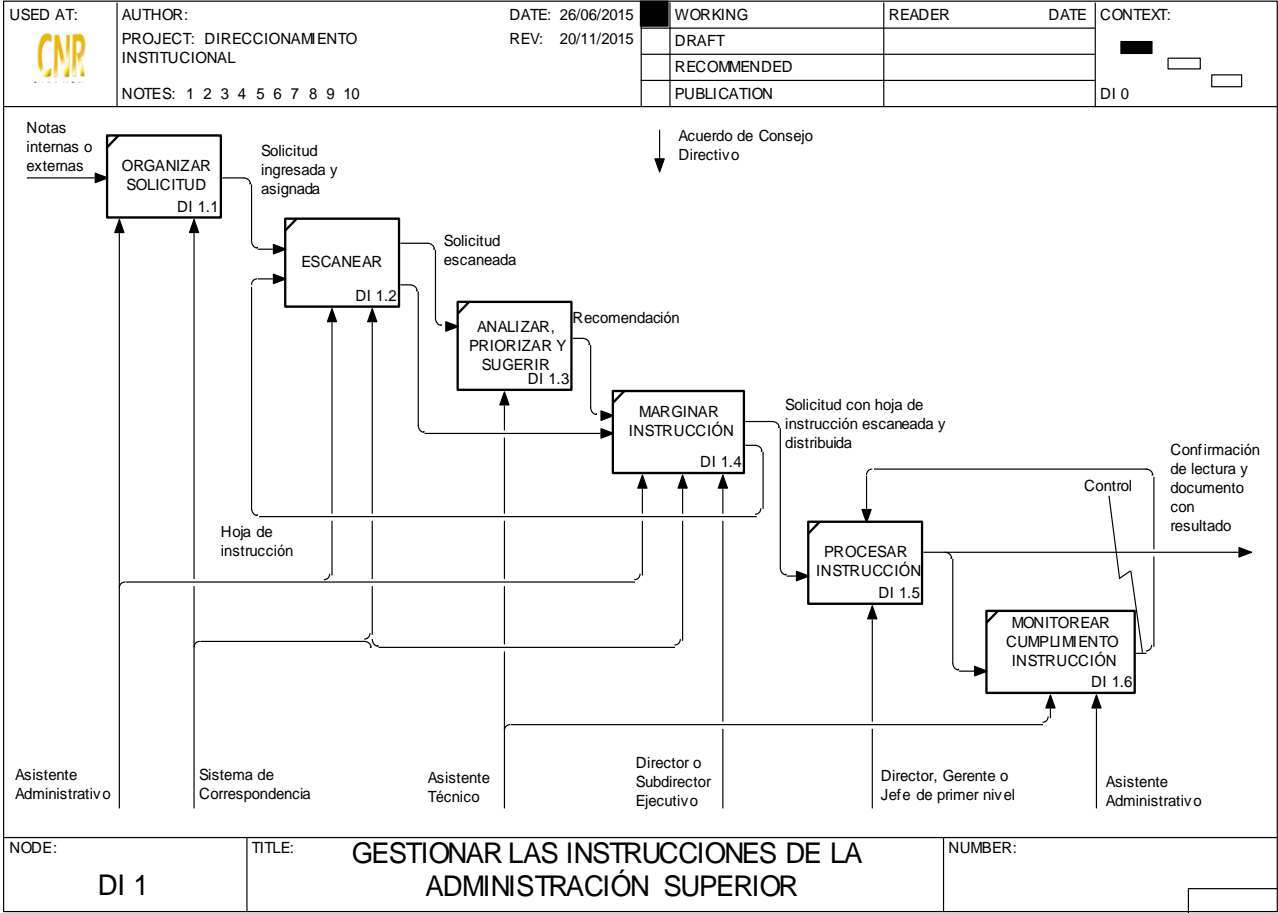 USED AT:
CNR
AUTHOR:
DATE: 26/06/2015
PROJECT: DIRECCIONAMIENTO
INSTITUCIONAL
REV: 20/11/2015
NOTES: 1 2 3 4 5 6 7 8 9 10
WORKING
DRAFT
RECOMMENDED
PUBLICATION
READER DATE
CONTEXT:
DI 0
Notas
internas o
externas
ORGANIZAR
SOLICITUD
DI 1.1
Solicitud
ingresada y
asignada
Acuerdo de Consejo
Directivo
ESCANEAR
DI 1.2
Solicitud
escaneada
ANALIZAR,
PRIORIZAR Y
SUGERIR
DI 1.3
Recomendación
MARGINAR
INSTRUCCIÓN
DI 1.4
Solicitud con hoja de
instrucción escaneada y
distribuida
Hoja de
instrucción
PROCESAR
INSTRUCCIÓN
DI 1.5
Control
Confirmación
de lectura y
documento
con
resultado
MONITOREAR
CUMPLIMIENTO
INSTRUCCIÓN
DI 1.6
Asistente
Administrativo
Sistema de
Correspondencia
Asistente
Técnico
Director o
Subdirector
Ejecutivo
Director, Gerente o
Jefe de primer nivel
Asistente
Administrativo
NODE:
DI 1
TITLE:
GESTIONAR LAS INSTRUCCIONES DE LA
ADMINISTRACIÓN SUPERIOR
NUMBER: